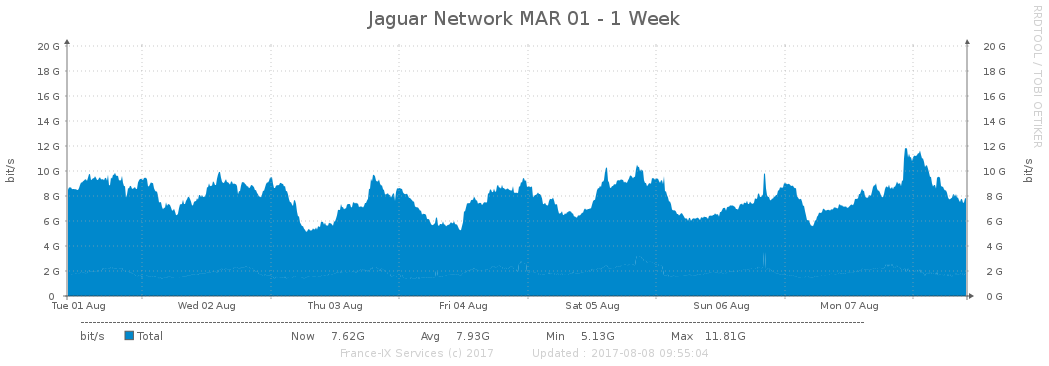 Jaguar Network MAR 01 - 1 Week
RRDTOOL / TOBI OETIKER
bit/s
20 G
18 G
16 G
14 G
12 G
10 G
8 G
6 G
4 G
2 G
0
20 G
18 G
16 G
14 G
12 G
10 G
8 G
6 G
4 G
2 G
0 G
bit/s
Tue 01 Aug Wed 02 Aug Thu 03 Aug Fri 04 Aug Sat 05 Aug Sun 06 Aug Mon 07 Aug
bit/s Total Now 7.62G Avg 7.93G Min 5.13G Max 11.81G
France-IX Services (c) 2017 Updated : 2017-08-08 09:55:04